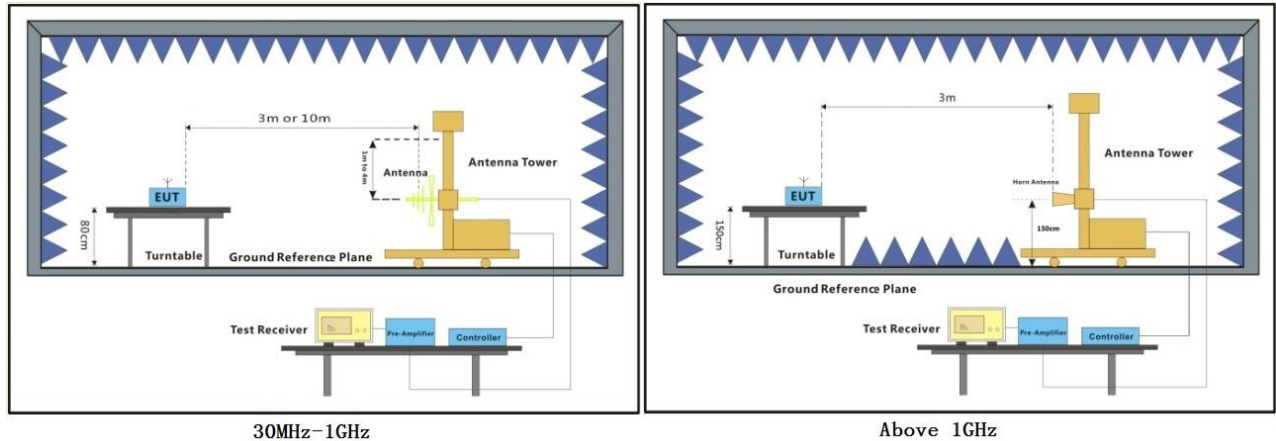 3m or 10m
1m to 4m
Antenna
Antenna Tower
EUT
80cm
Turntable
Ground Reference Plane
Test Receiver
Pre-Amplifier
Controller
30MHz-1GHz
3m
Antenna Tower
Horn Antenna
EUT
150cm
150cm
Turntable
Ground Reference Plane
Test Receiver
Pre-Amplifier
Controller
Above 1GHz